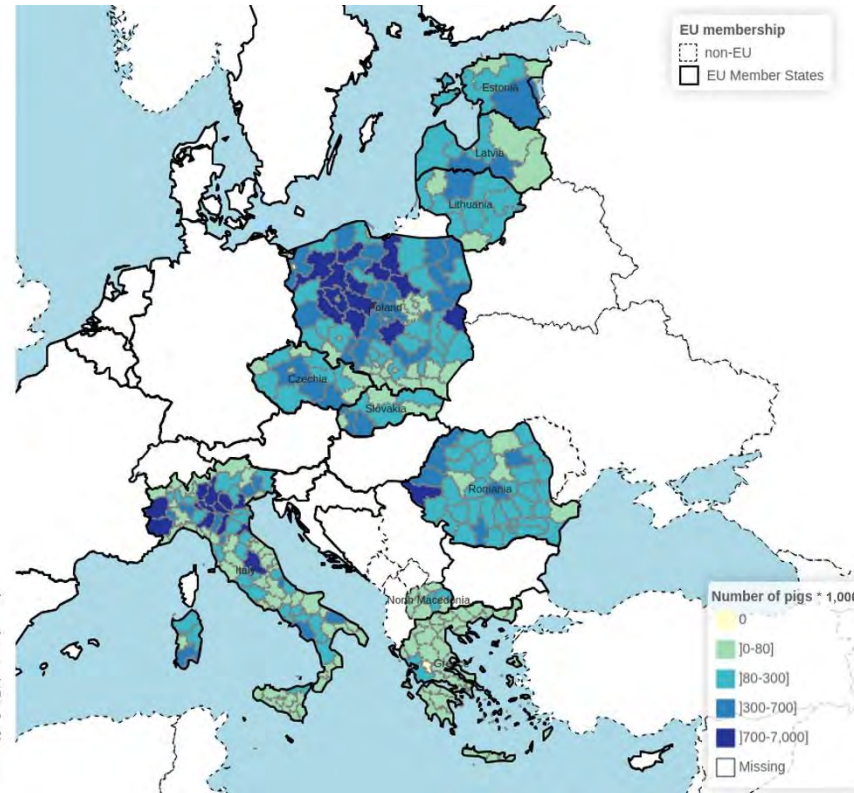 EU membership
non-EU
EU Member States
Estonia
Latvia
Lithuania
Poland
Czechia
Slovakia
Romania
Italy
North Macedonia
Number of pigs * 1,000
0
]0-80]
]80-300]
]300-700]
]700-7,000]
Missing